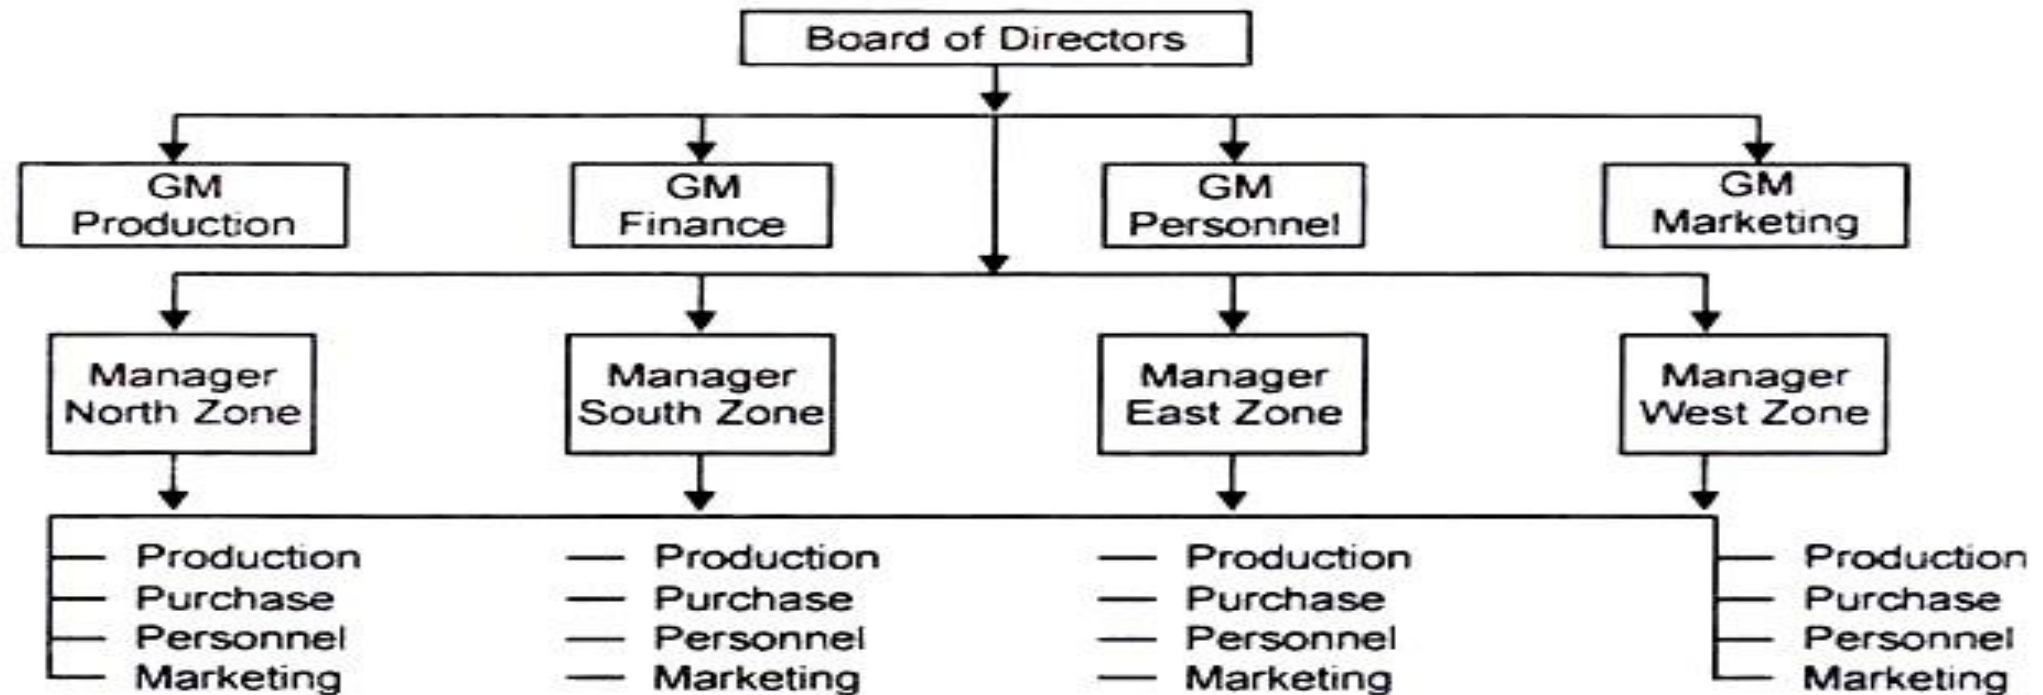 Board of Directors
GM
Production
GM
Finance
GM
Personnel
GM
Marketing
Manager
North Zone
Manager
South Zone
Manager
East Zone
Manager
West Zone
Production
Purchase
Personnel
Marketing
Production
Purchase
Personnel
Marketing
Production
Purchase
Personnel
Marketing
Production
Purchase
Personnel
Marketing